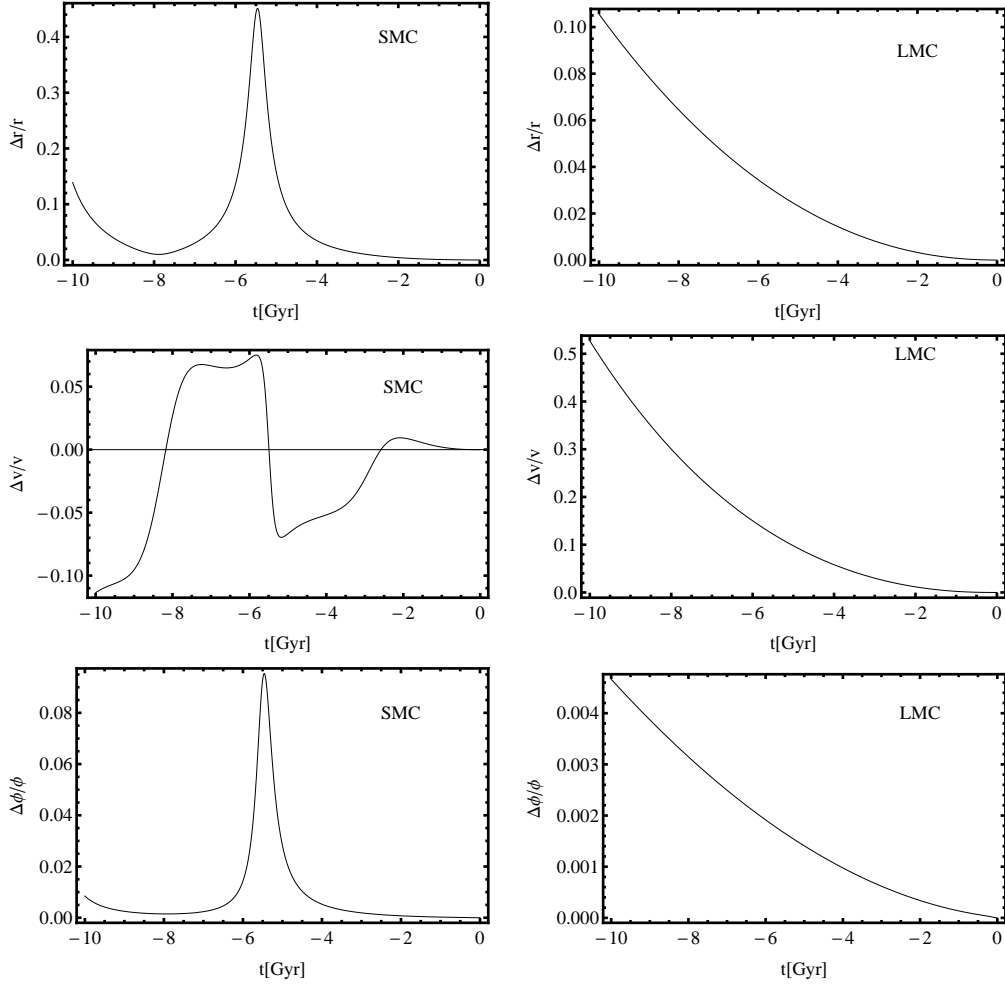 SMC
Δr/r
0.4
0.3
0.2
0.1
0.0
−10 −8 −6 −4 −2 0
t[Gyr]
LMC
Δr/r
0.10
0.08
0.06
0.04
0.02
0.00
−10 −8 −6 −4 −2 0
t[Gyr]
SMC
Δv/v
0.05
0.00
−0.05
−0.10
−10 −8 −6 −4 −2 0
t[Gyr]
LMC
Δv/v
0.5
0.4
0.3
0.2
0.1
0.0
−10 −8 −6 −4 −2 0
t[Gyr]
SMC
Δϕ/ϕ
0.08
0.06
0.04
0.02
0.00
−10 −8 −6 −4 −2 0
t[Gyr]
LMC
Δϕ/ϕ
0.004
0.003
0.002
0.001
0.000
−10 −8 −6 −4 −2 0
t[Gyr]